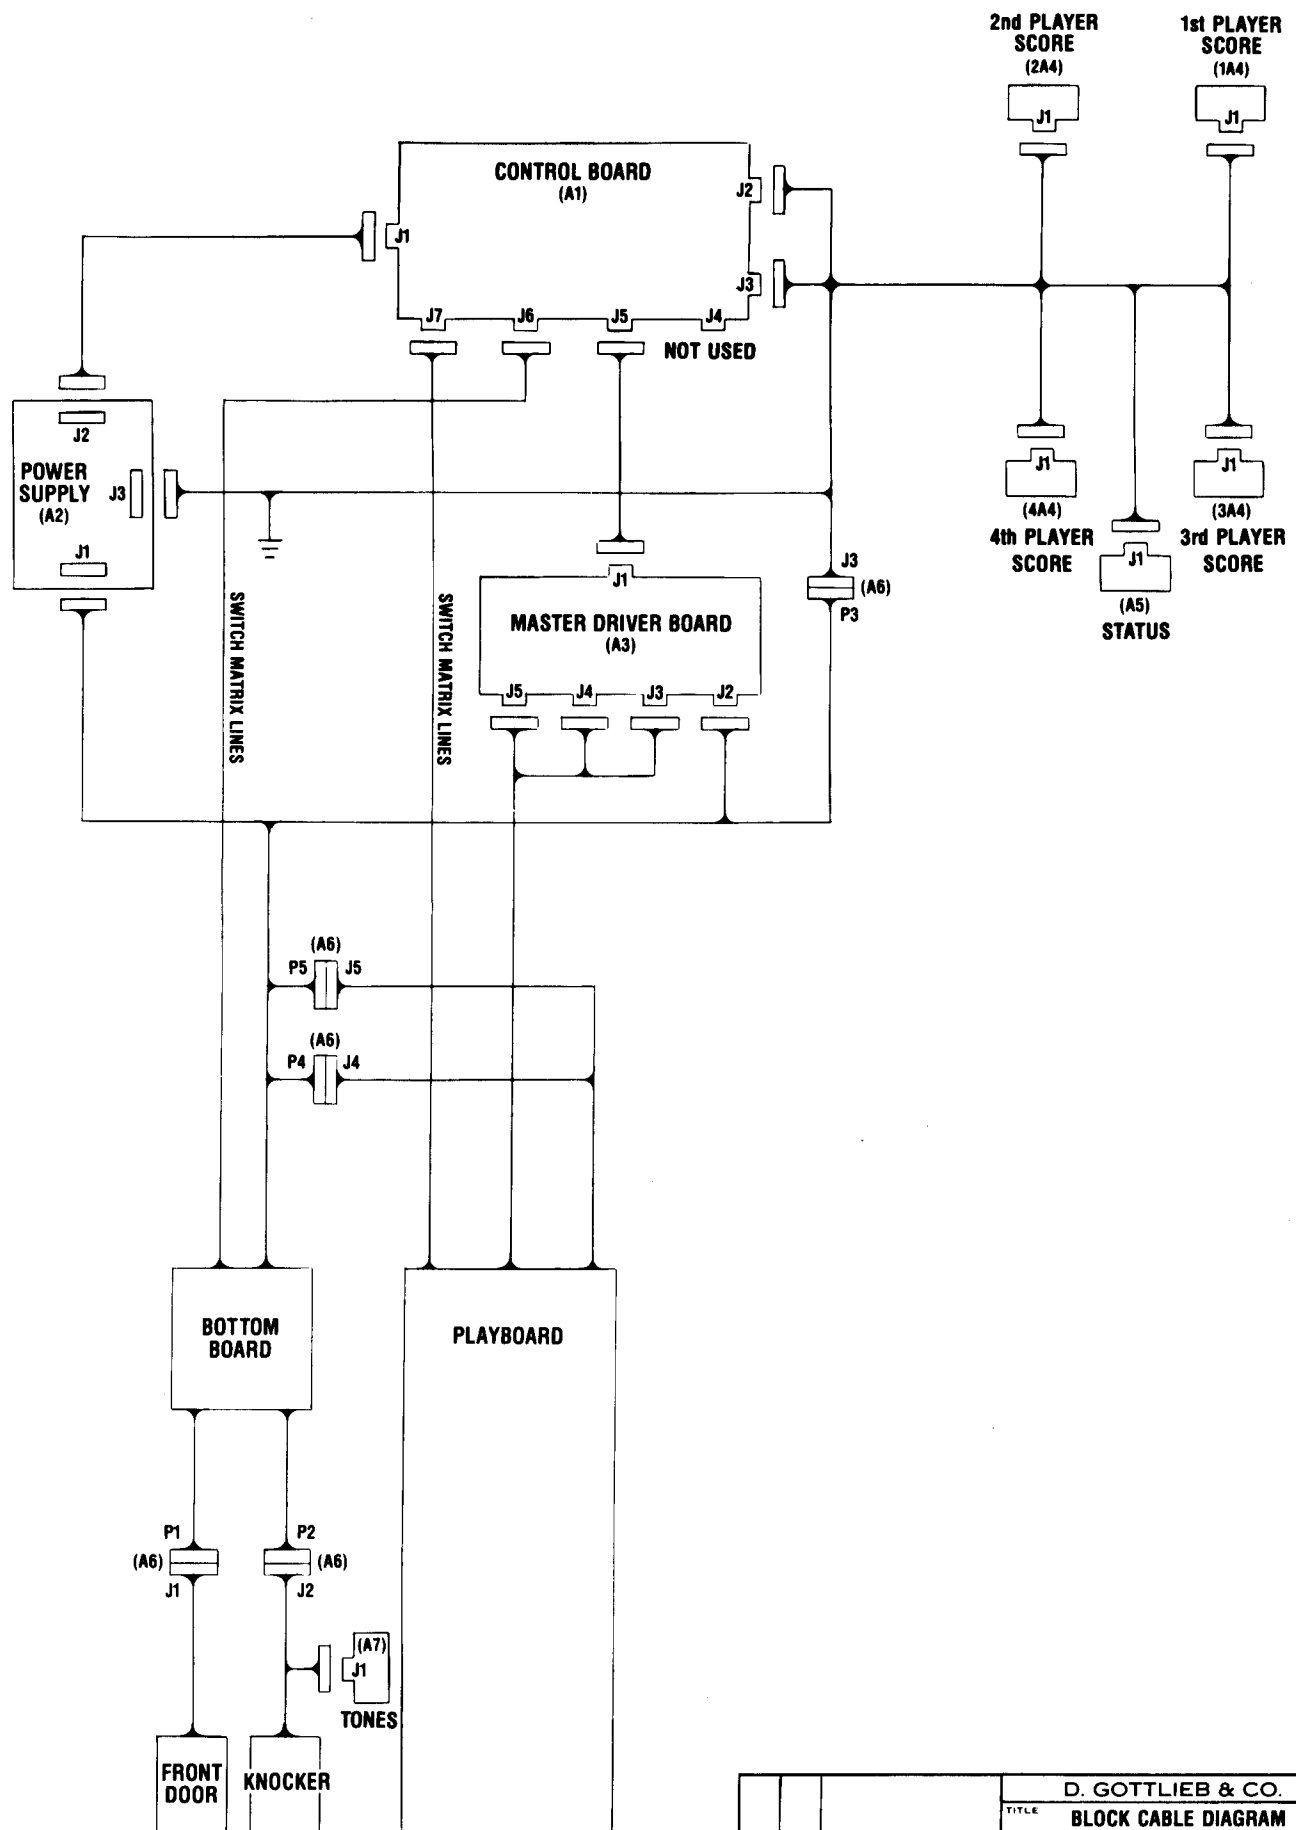 2nd PLAYER
SCORE
(2A4)
J1
1st PLAYER
SCORE
(1A4)
J1
CONTROL BOARD
(A1)
J1
J2
J3
J7
J6
J5
J4
NOT USED
J2
POWER
SUPPLY
(A2)
J3
J1
J1
(4A4)
4th PLAYER
SCORE
J1
(3A4)
3rd PLAYER
SCORE
J1
(A5)
STATUS
J3
(A6)
P3
J1
MASTER DRIVER BOARD
(A3)
J5
J4
J3
J2
SWITCH MATRIX LINES
SWITCH MATRIX LINES
(A6)
P5
J5
(A6)
P4
J4
BOTTOM
BOARD
PLAYBOARD
P1
(A6)
J1
P2
(A6)
J2
(A7)
J1
TONES
FRONT
DOOR
KNOCKER
D. GOTTLIEB & CO.
TITLE
BLOCK CABLE DIAGRAM